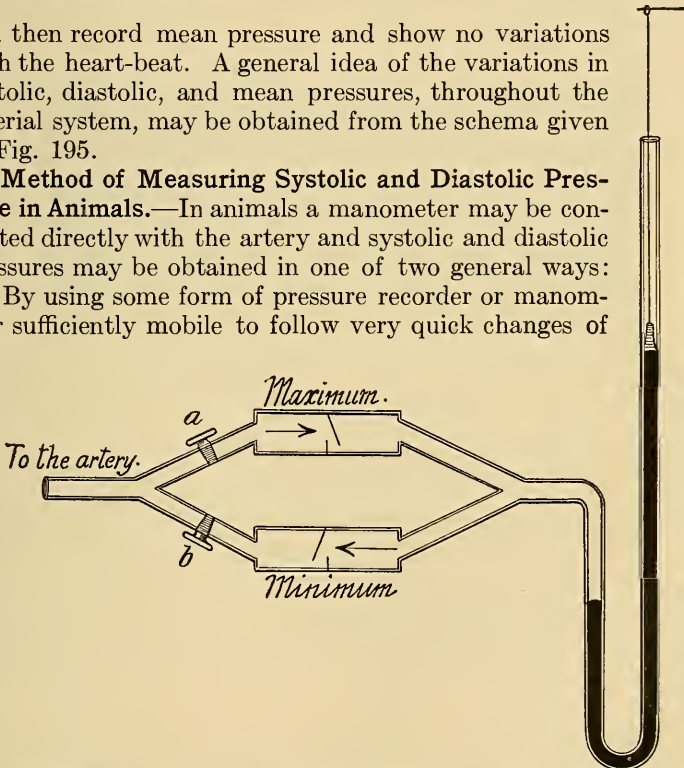 then record mean pressure and show no variations
the heart-beat. A general idea of the variations in
diastolic, and mean pressures, throughout the
system, may be obtained from the schema given
Fig. 195.
Method of Measuring Systolic and Diastolic Pres-
in Animals.—In animals a manometer may be con-
directly with the artery and systolic and diastolic
may be obtained in one of two general ways:
By using some form of pressure recorder or manom-
sufficiently mobile to follow very quick changes of
Maximum.
a
To the artery.
b
Minimum